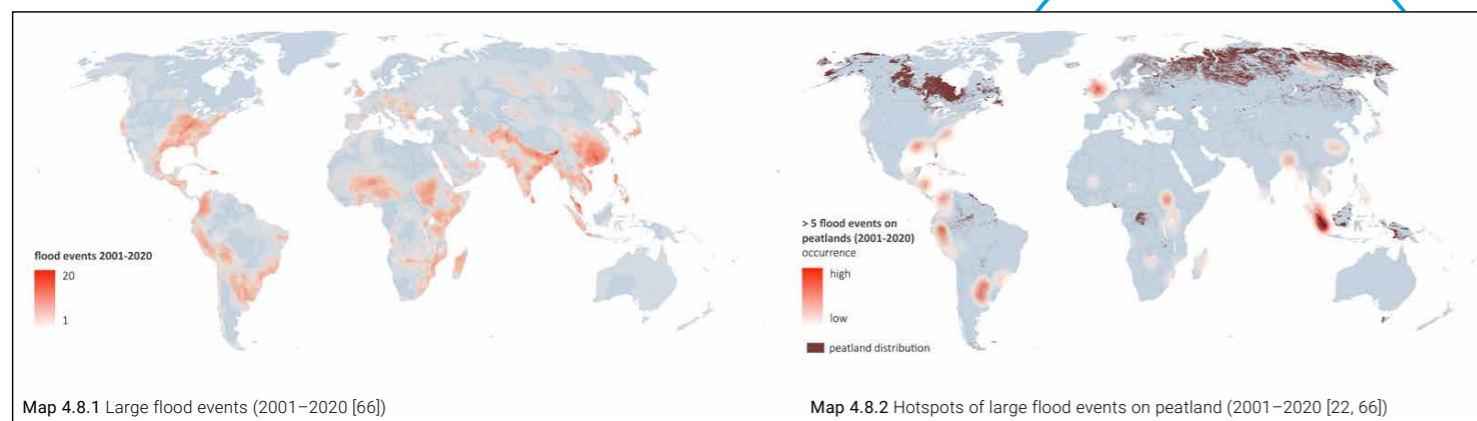 flood events 2001-2020
20
1
Map 4.8.1 Large flood events (2001–2020 [66])
> 5 flood events on
peatlands (2001-2020)
occurrence
high
low
peatland distribution
Map 4.8.2 Hotspots of large flood events on peatland (2001–2020 [22, 66])